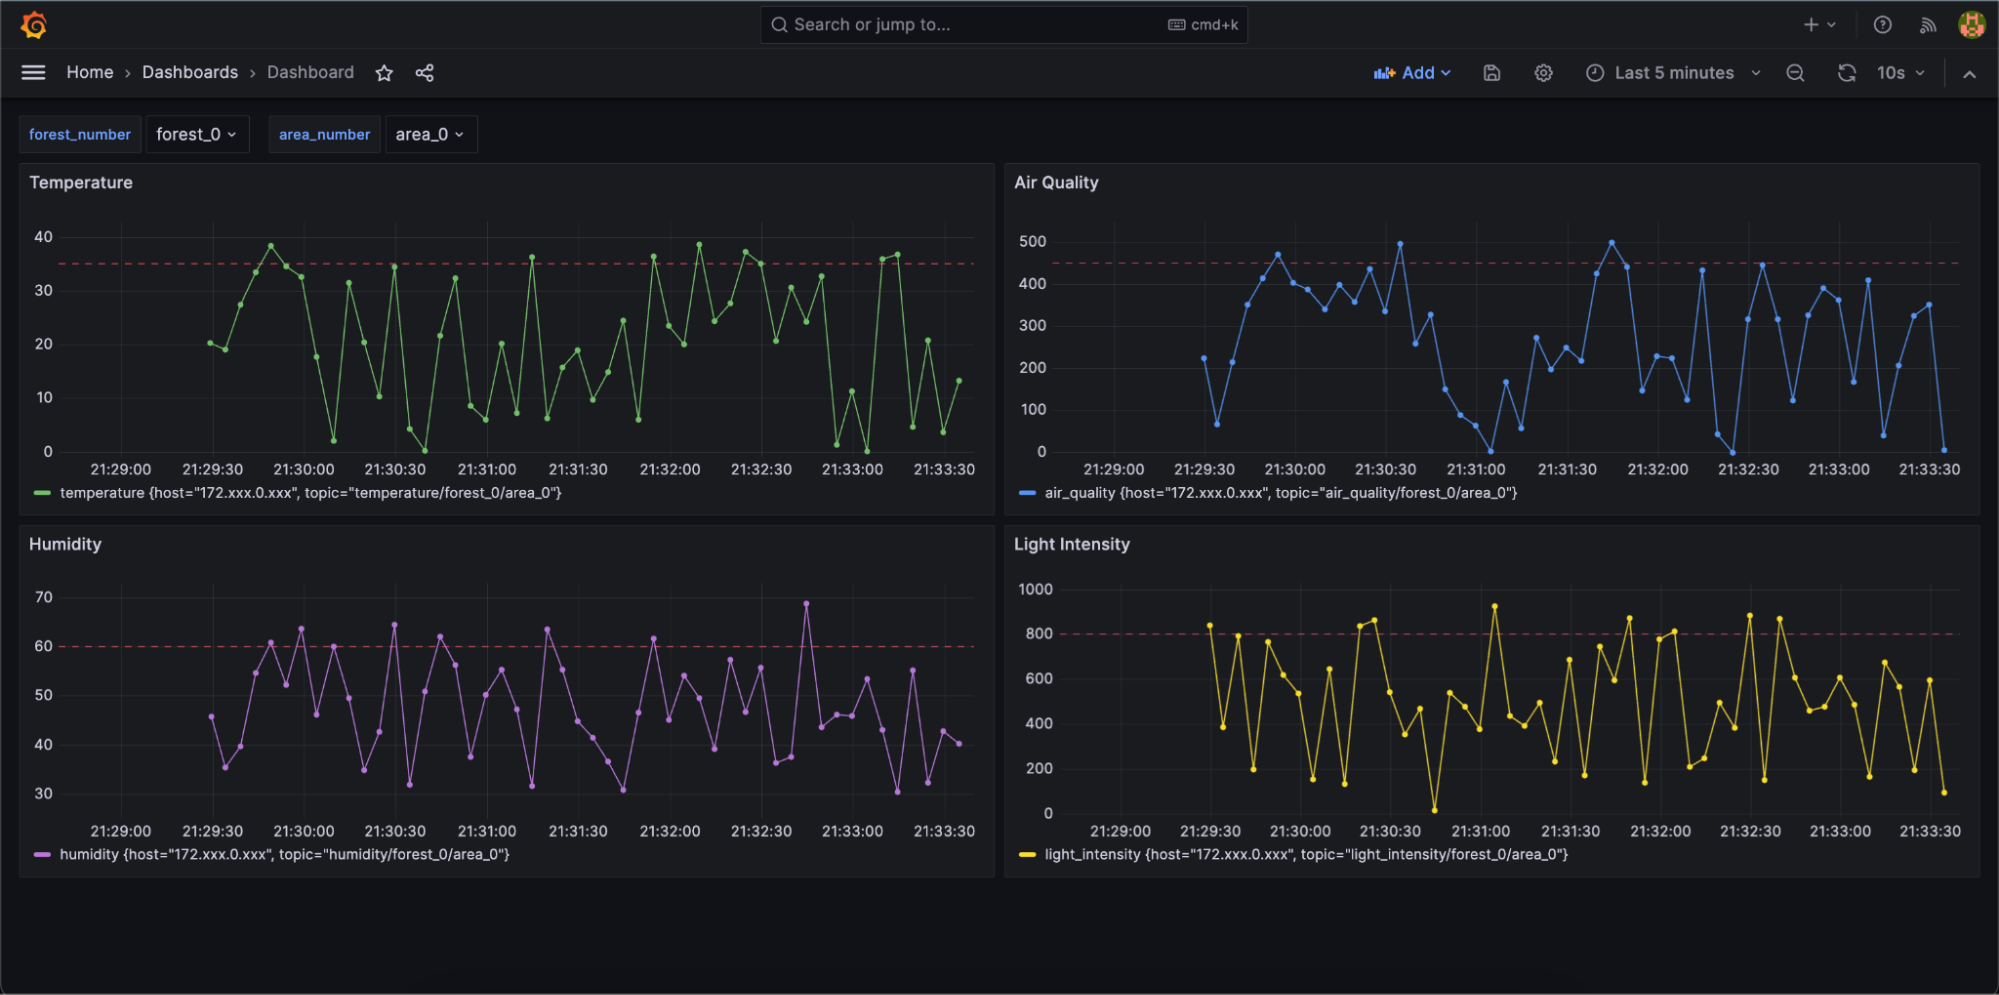 Search or jump to... cmd+k
Home › Dashboards › Dashboard Add Last 5 minutes 10s
forest_number forest_0 area_number area_0
Temperature
40
30
20
10
0
21:29:00 21:29:30 21:30:00 21:30:30 21:31:00 21:31:30 21:32:00 21:32:30 21:33:00 21:33:30
temperature {host="172.xxx.0.xxx", topic="temperature/forest_0/area_0"}
Air Quality
500
400
300
200
100
0
21:29:00 21:29:30 21:30:00 21:30:30 21:31:00 21:31:30 21:32:00 21:32:30 21:33:00 21:33:30
air_quality {host="172.xxx.0.xxx", topic="air_quality/forest_0/area_0"}
Humidity
70
60
50
40
30
21:29:00 21:29:30 21:30:00 21:30:30 21:31:00 21:31:30 21:32:00 21:32:30 21:33:00 21:33:30
humidity {host="172.xxx.0.xxx", topic="humidity/forest_0/area_0"}
Light Intensity
1000
800
600
400
200
0
21:29:00 21:29:30 21:30:00 21:30:30 21:31:00 21:31:30 21:32:00 21:32:30 21:33:00 21:33:30
light_intensity {host="172.xxx.0.xxx", topic="light_intensity/forest_0/area_0"}